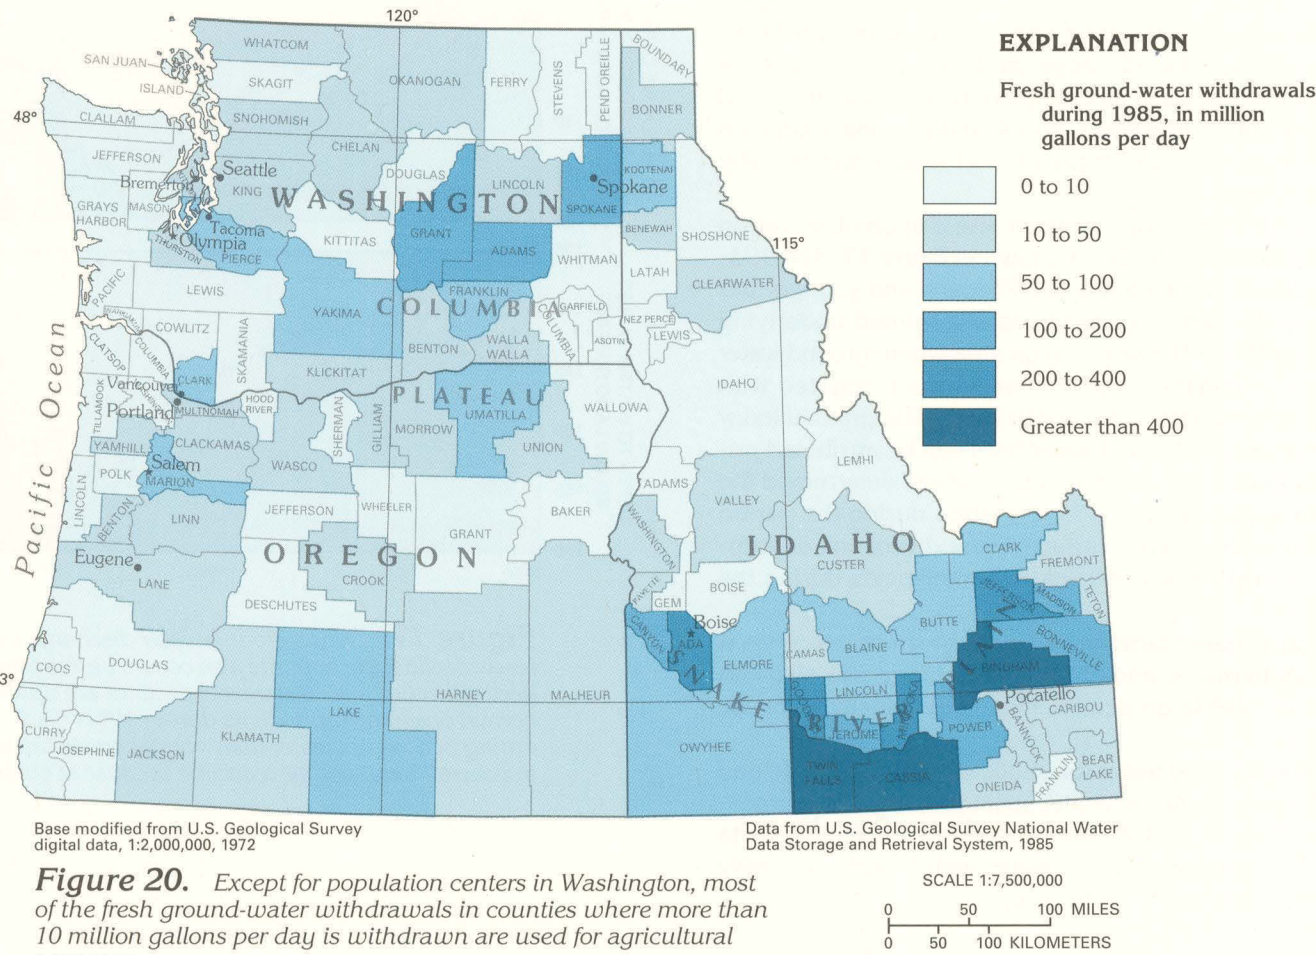 120°
EXPLANATION
Fresh ground-water withdrawals
during 1985, in million
gallons per day
0 to 10
10 to 50
50 to 100
100 to 200
200 to 400
Greater than 400
48°
115°
3°
Pacific Ocean
WASHINGTON
COLUMBIA
PLATEAU
OREGON
IDAHO
SNAKE
RIVER
PLAIN
WHATCOM
SAN JUAN
SKAGIT
ISLAND
SNOHOMISH
OKANOGAN
FERRY
STEVENS
PEND OREILLE
BOUNDARY
BONNER
CLALLAM
JEFFERSON
CHELAN
DOUGLAS
LINCOLN
KOOTENAI
Seattle
Bremerton
KING
Spokane
SPOKANE
GRAYS
HARBOR
MASON
Tacoma
Olympia
THURSTON
PIERCE
KITTITAS
GRANT
ADAMS
WHITMAN
BENEWAH
SHOSHONE
LATAH
CLEARWATER
PACIFIC
LEWIS
YAKIMA
FRANKLIN
GARFIELD
COLUMBIA
ASOTIN
NEZ PERCE
LEWIS
COWLITZ
SKAMANIA
BENTON
WALLA
WALLA
KLICKITAT
IDAHO
CLATSOP
COLUMBIA
Vancouver
CLARK
TILLAMOOK
WASHINGTON
Portland
MULTNOMAH
HOOD
RIVER
SHERMAN
GILLIAM
MORROW
UMATILLA
UNION
WALLOWA
YAMHILL
CLACKAMAS
WASCO
POLK
Salem
MARION
LINCOLN
BENTON
LINN
JEFFERSON
WHEELER
GRANT
BAKER
ADAMS
VALLEY
LEMHI
WASHINGTON
Eugene
LANE
CROOK
DESCHUTES
PAYETTE
GEM
BOISE
CUSTER
CLARK
FREMONT
JEFFERSON
MADISON
TETON
BUTTE
BONNEVILLE
BINGHAM
CANYON
Boise
ADA
ELMORE
CAMAS
BLAINE
COOS
DOUGLAS
HARNEY
MALHEUR
GOODING
LINCOLN
MINIDOKA
JEROME
POWER
Pocatello
BANNOCK
CARIBOU
CURRY
JOSEPHINE
JACKSON
KLAMATH
LAKE
OWYHEE
TWIN
FALLS
CASSIA
ONEIDA
FRANKLIN
BEAR
LAKE
Base modified from U.S. Geological Survey
digital data, 1:2,000,000, 1972
Data from U.S. Geological Survey National Water
Data Storage and Retrieval System, 1985
Figure 20. Except for population centers in Washington, most
of the fresh ground-water withdrawals in counties where more than
10 million gallons per day is withdrawn are used for agricultural
SCALE 1:7,500,000
0 50 100 MILES
0 50 100 KILOMETERS